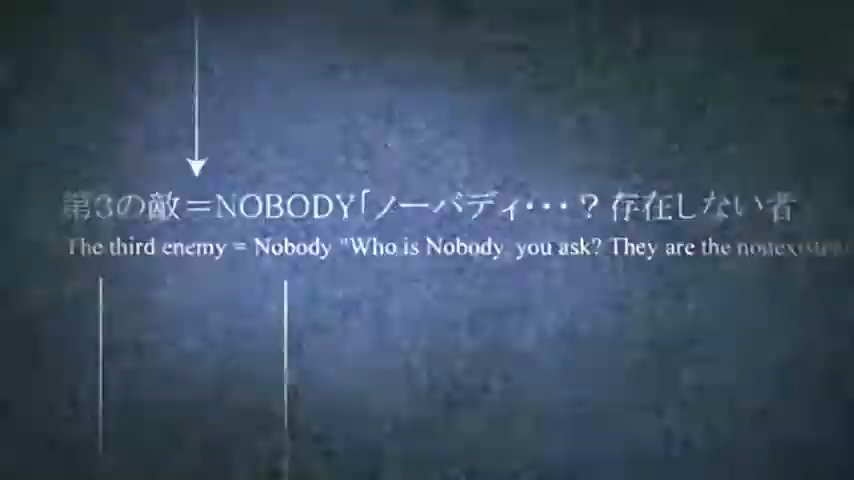 第3の敵＝NOBODY「ノーバディ・・・？存在しない者
The third enemy = Nobody "Who is Nobody you ask? They are the nonexistent